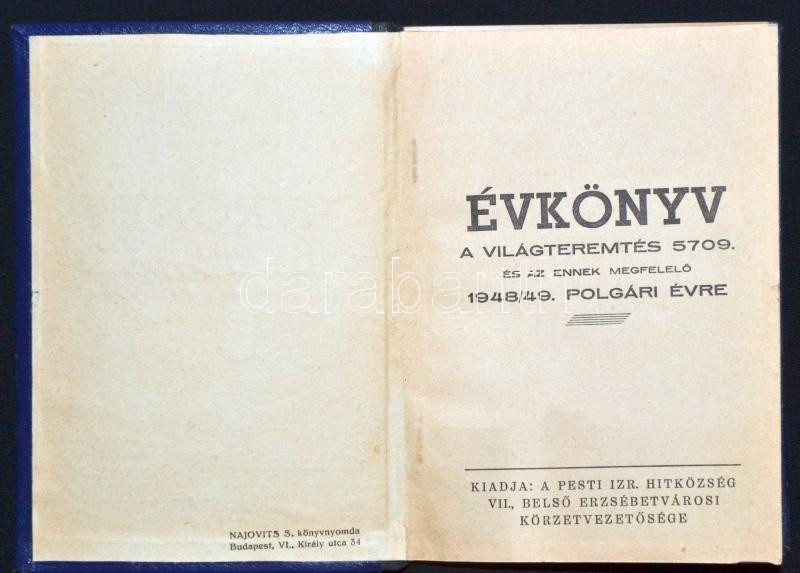 NAJOVITS S. könyvnyomda
Budapest, VI., Király utca 34
ÉVKÖNYV
A VILÁGTEREMTÉS 5709.
ÉS AZ ENNEK MEGFELELŐ
1948/49. POLGÁRI ÉVRE
KIADJA: A PESTI IZR. HITKÖZSÉG
VII., BELSŐ ERZSÉBETVÁROSI
KÖRZETVEZETŐSÉGE
darabanth